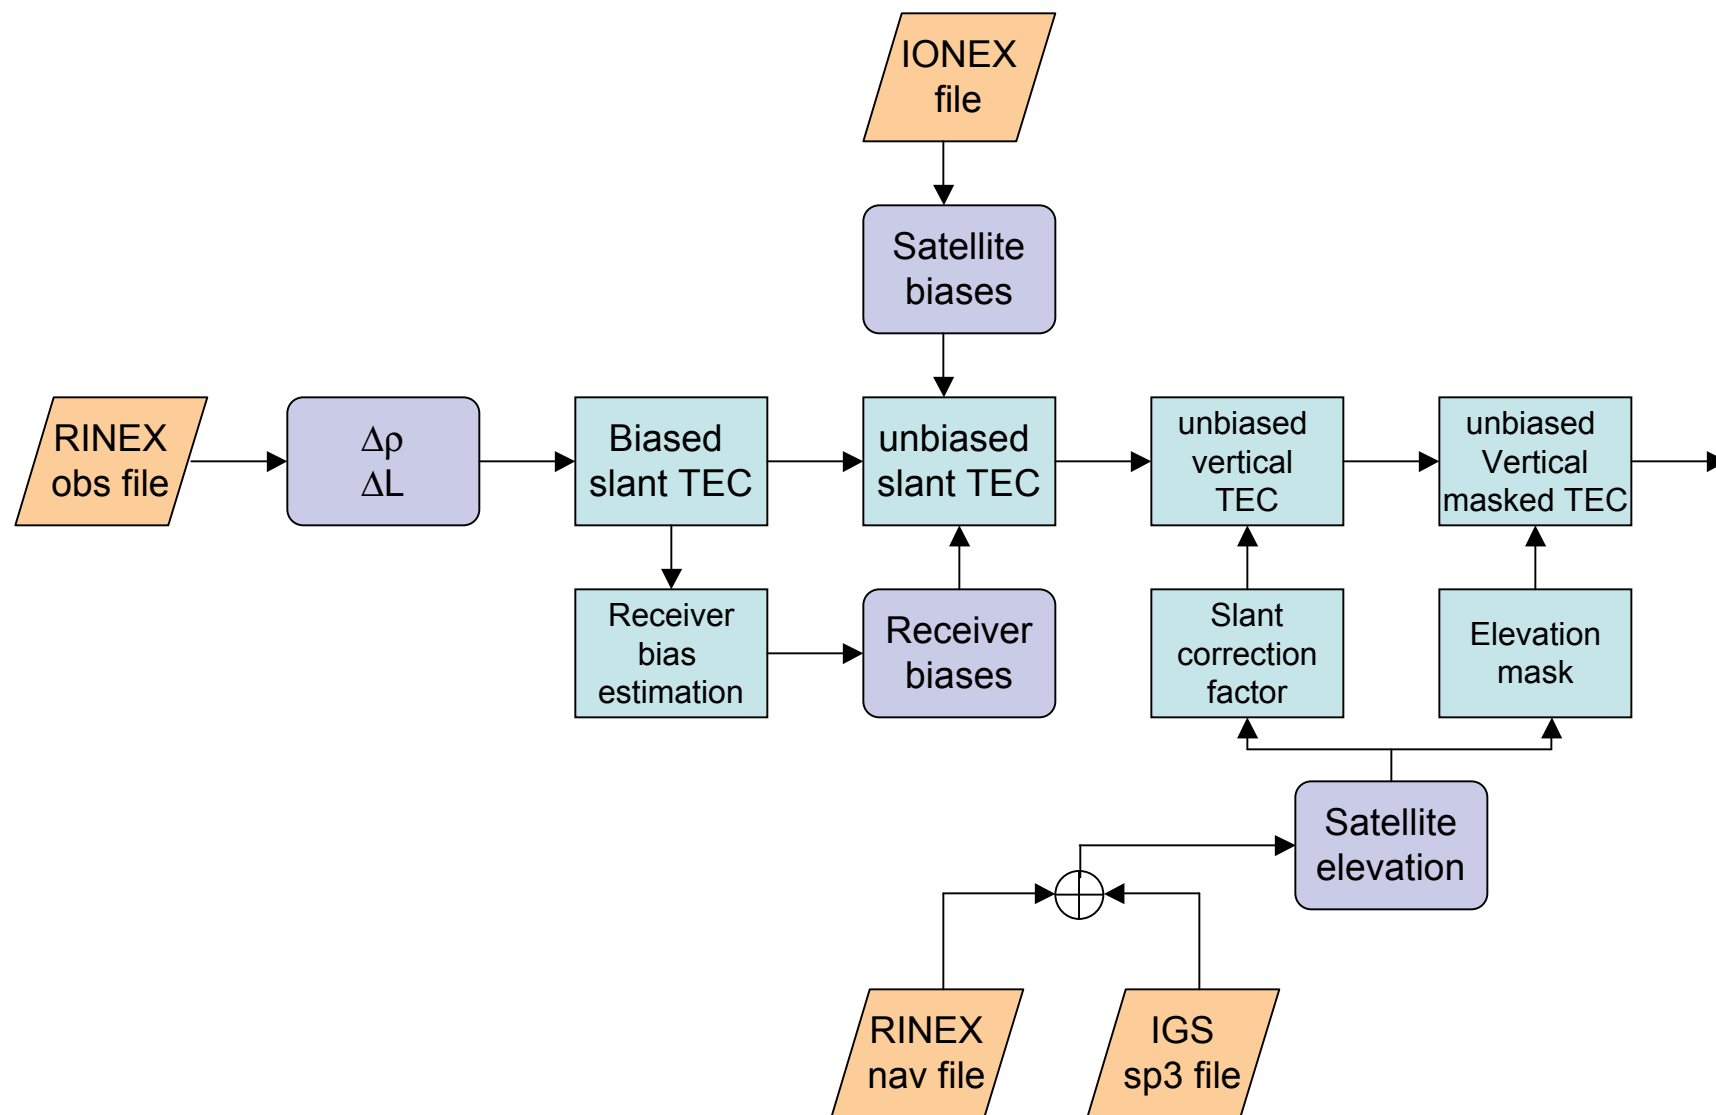 IONEX
file
Satellite
biases
RINEX
obs file
Δρ
ΔL
Biased
slant TEC
unbiased
slant TEC
unbiased
vertical
TEC
unbiased
Vertical
masked TEC
Receiver
bias
estimation
Receiver
biases
Slant
correction
factor
Elevation
mask
Satellite
elevation
RINEX
nav file
IGS
sp3 file